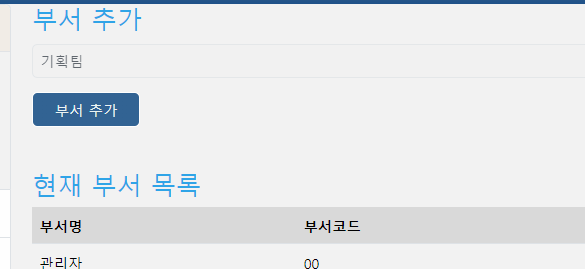 부서 추가
기획팀
부서 추가
현재 부서 목록
부서명 부서코드
관리자 00